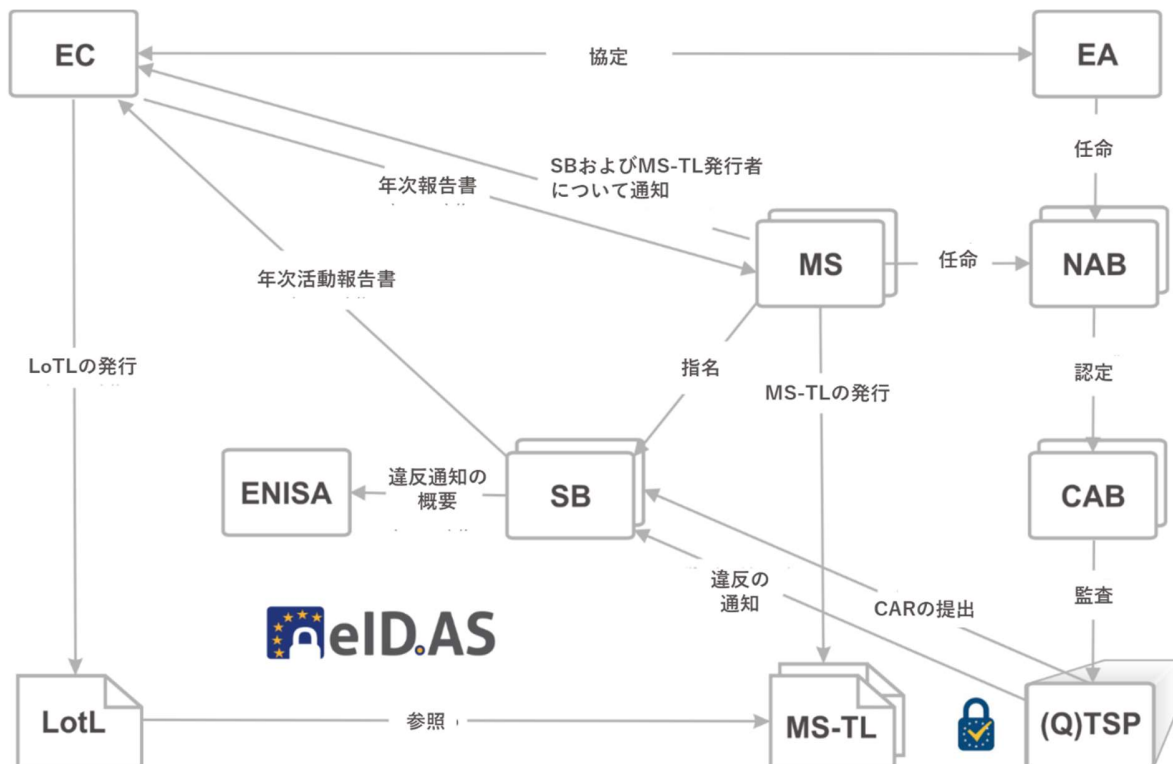 EC
協定
EA
任命
SBおよびMS-TL発行者
について通知
年次報告書
MS
任命
NAB
年次活動報告書
LoTLの発行
指名
MS-TLの発行
認定
ENISA
違反通知の
概要
SB
CAB
違反の
通知
CARの提出
監査
eID.AS
LotL
参照
MS-TL
(Q)TSP